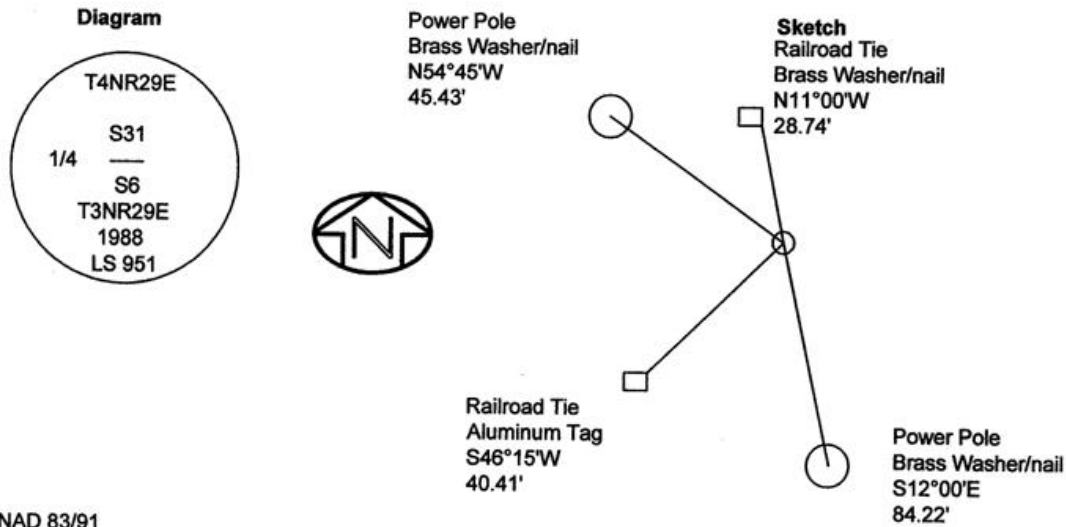 Diagram
T4NR29E
S31
1/4
S6
T3NR29E
1988
LS 951
N
Power Pole
Brass Washer/nail
N54°45'W
45.43'
Sketch
Railroad Tie
Brass Washer/nail
N11°00'W
28.74'
Railroad Tie
Aluminum Tag
S46°15'W
40.41'
Power Pole
Brass Washer/nail
S12°00'E
84.22'
NAD 83/91